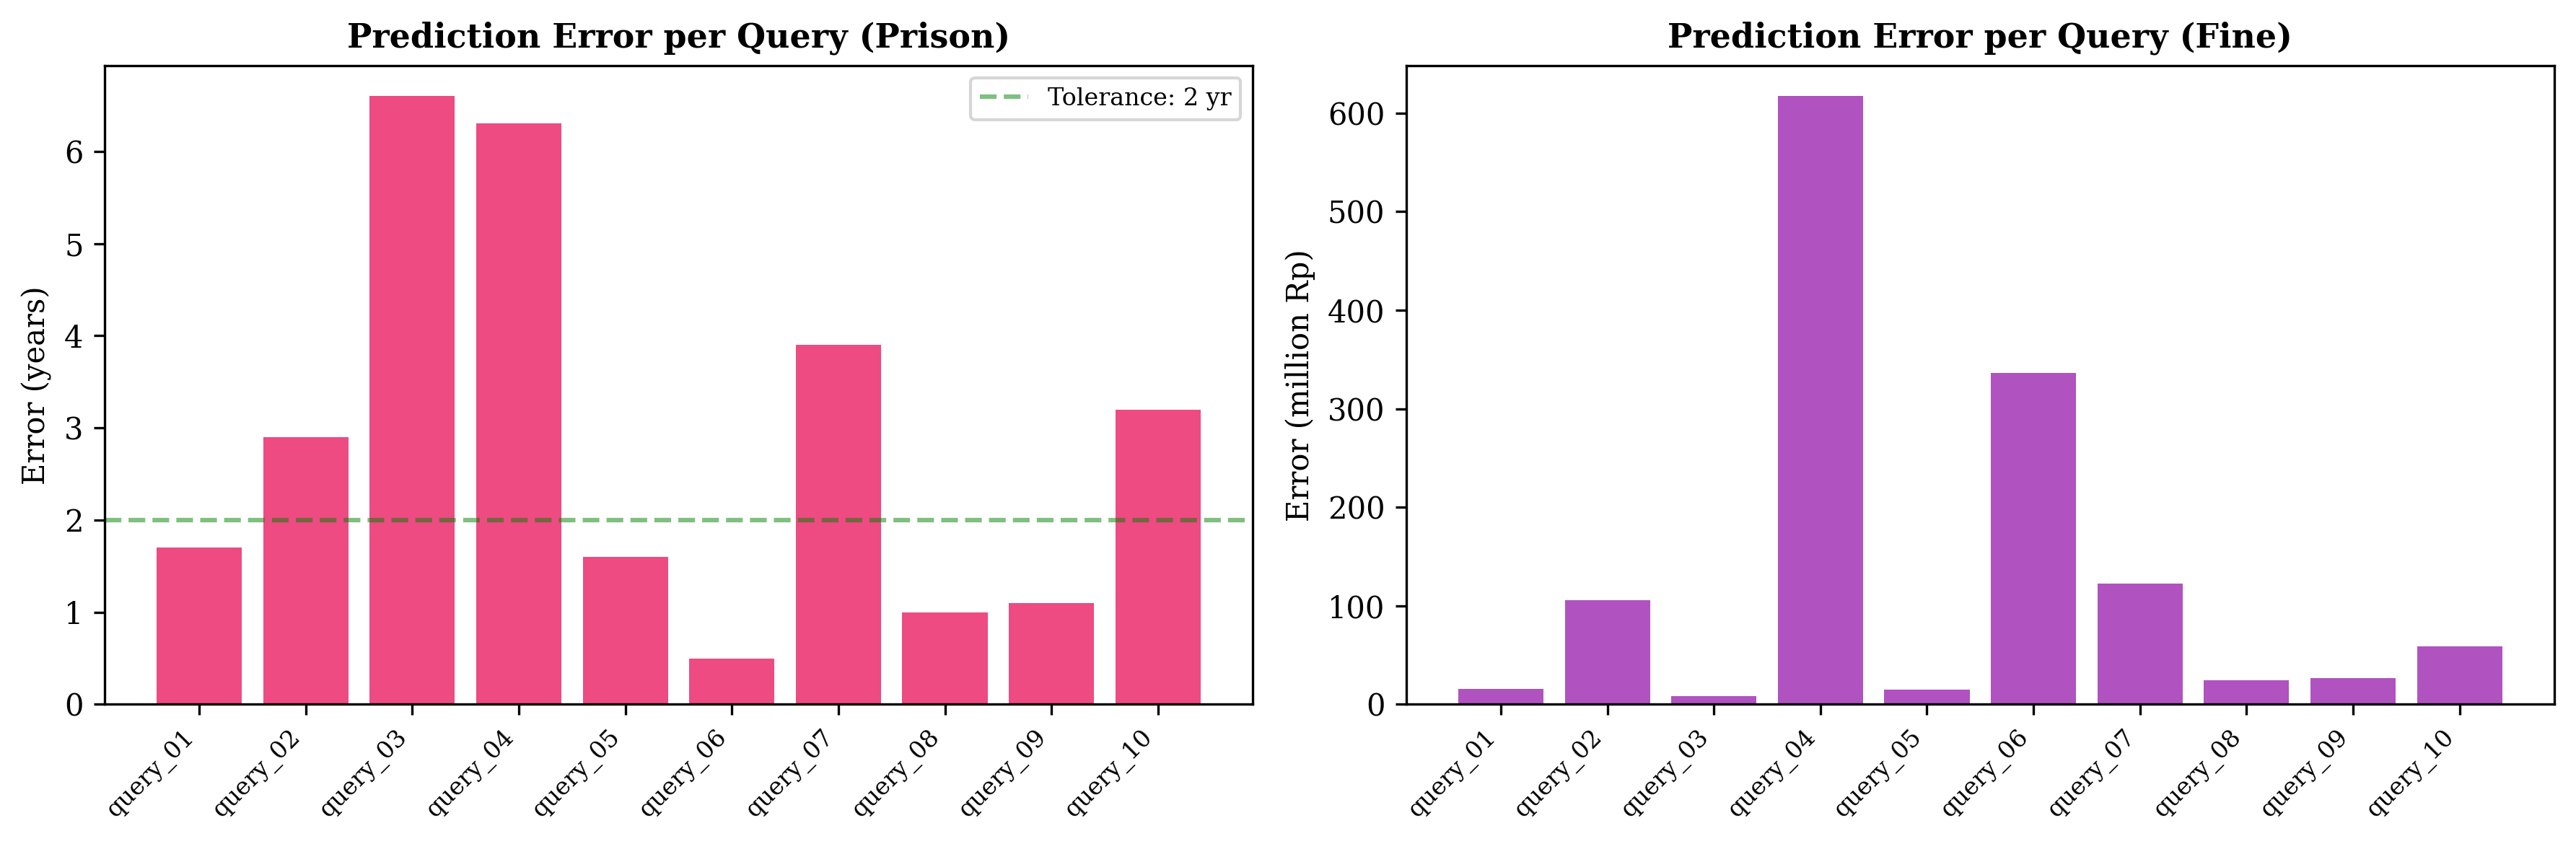 Prediction Error per Query (Prison)
Error (years)
6
5
4
3
2
1
0
Tolerance: 2 yr
query_01
query_02
query_03
query_04
query_05
query_06
query_07
query_08
query_09
query_10
Prediction Error per Query (Fine)
Error (million Rp)
600
500
400
300
200
100
0
query_01
query_02
query_03
query_04
query_05
query_06
query_07
query_08
query_09
query_10